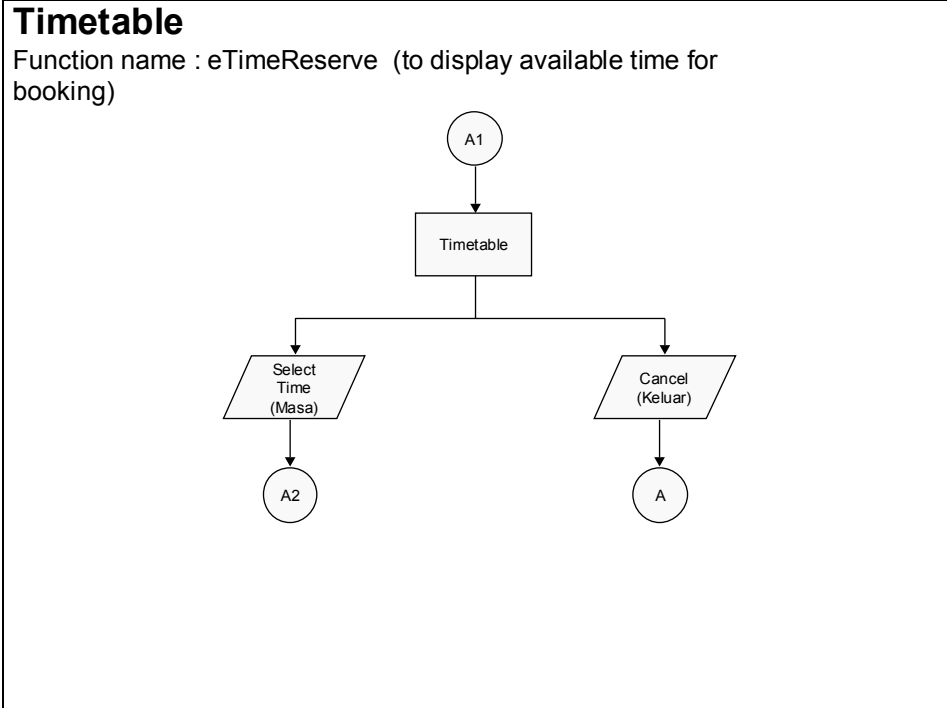 Timetable
Function name : eTimeReserve  (to display available time for
booking)
A1
Timetable
Select
Time
(Masa)
Cancel
(Keluar)
A2
A